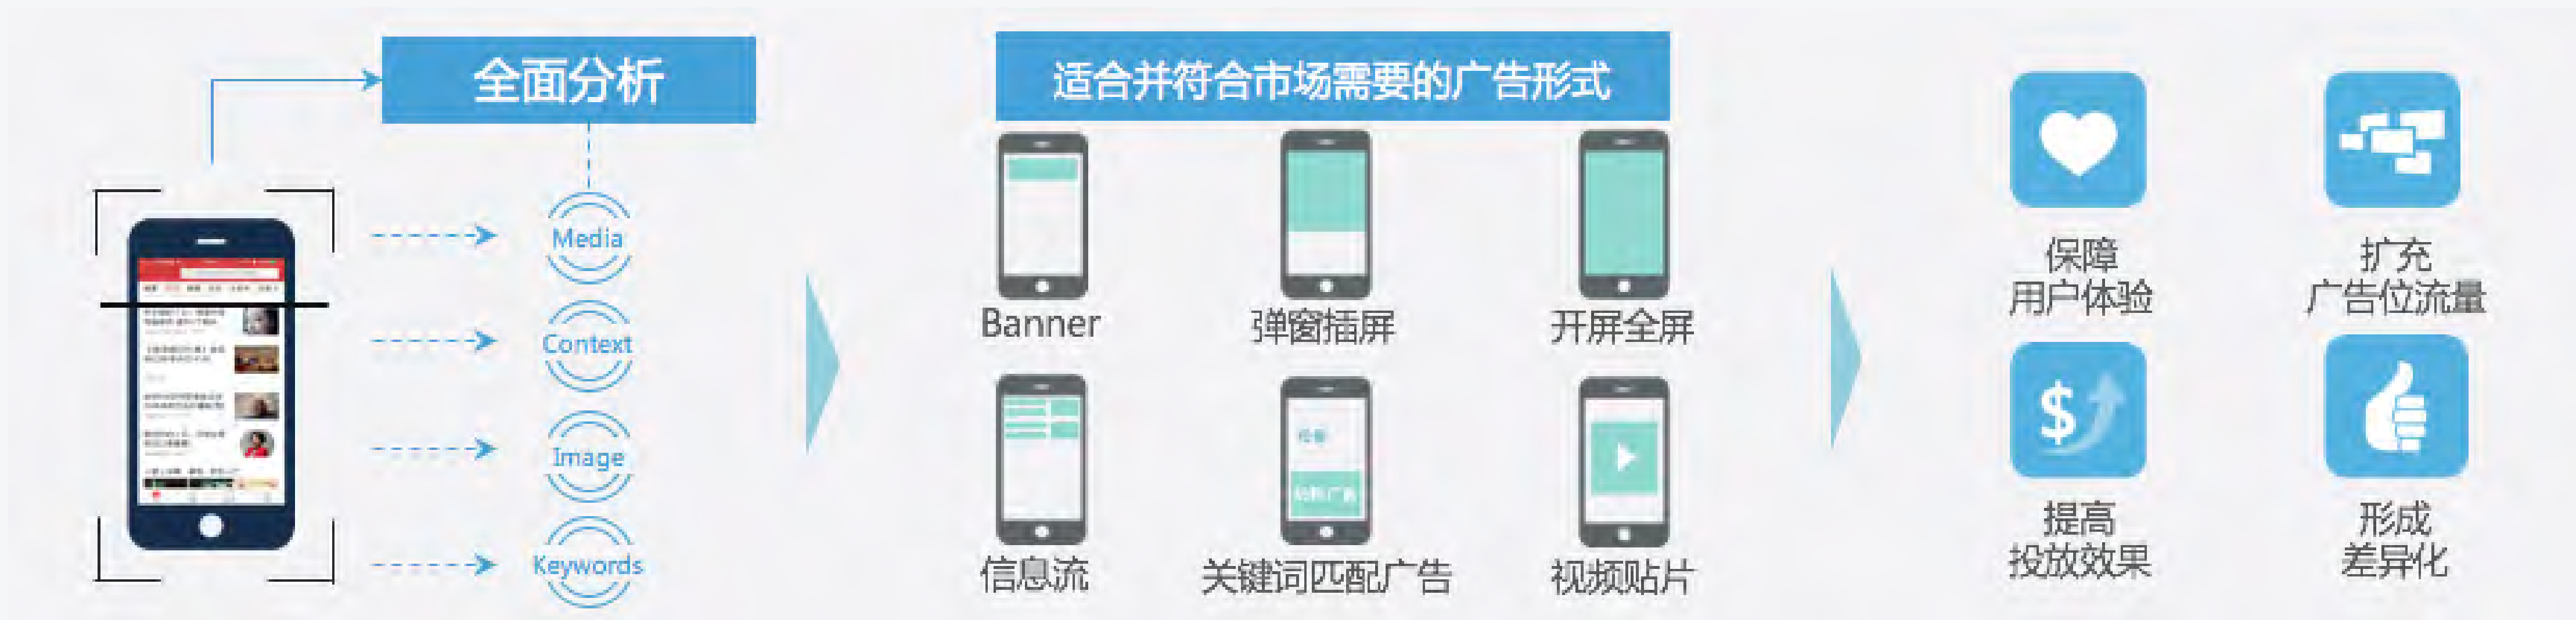 全面分析
Media
Context
Image
Keywords
适合并符合市场需要的广告形式
Banner
弹窗插屏
开屏全屏
信息流
关键词匹配广告
视频贴片
保障
用户体验
扩充
广告位流量
提高
投放效果
形成
差异化